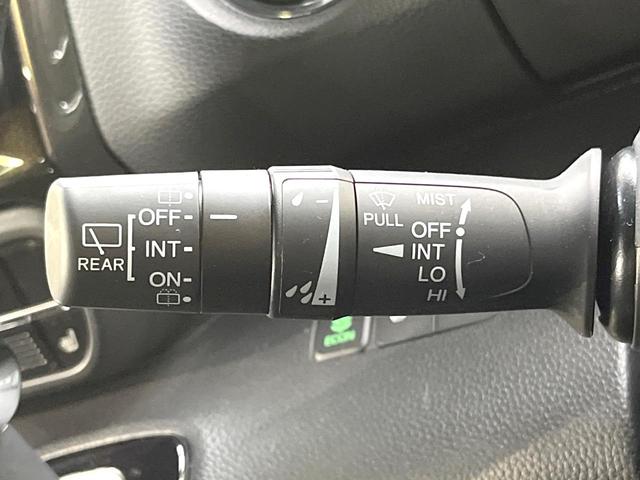 OFF
INT
ON
REAR
-
+
PULL
MIST
OFF
INT
LO
HI
ECON